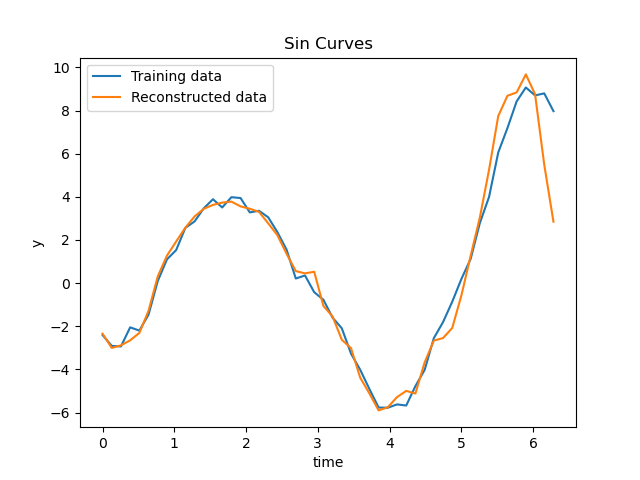 Sin Curves
Training data
Reconstructed data
10
8
6
4
2
0
−2
−4
−6
y
0 1 2 3 4 5 6
time